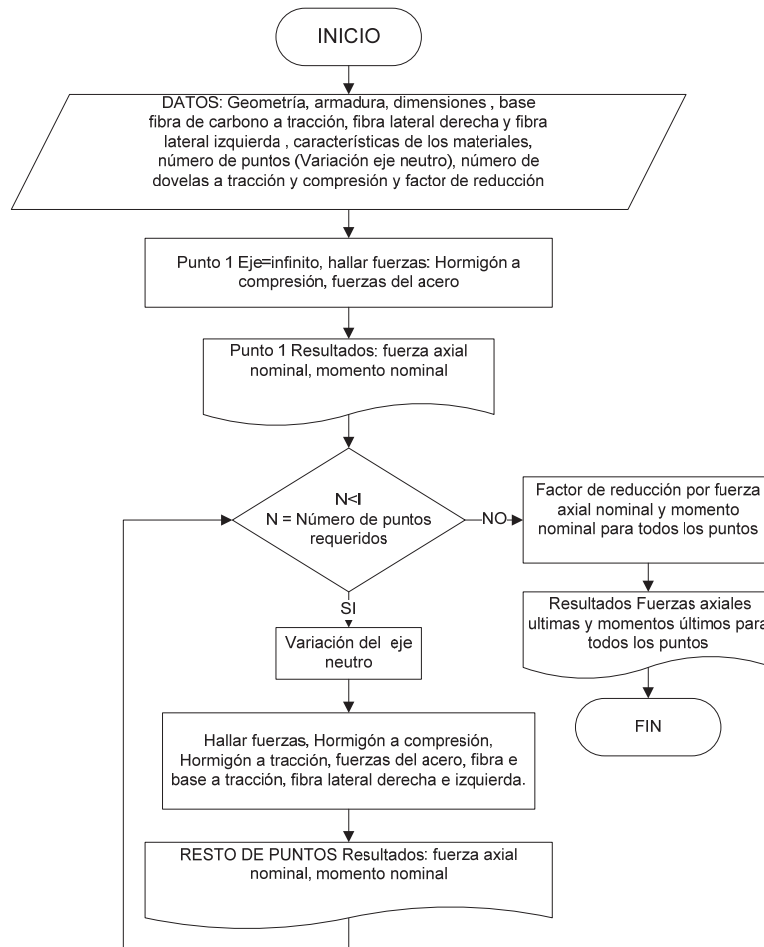 INICIO
DATOS: Geometría, armadura, dimensiones , base
fibra de carbono a tracción, fibra lateral derecha y fibra
lateral izquierda , características de los materiales,
número de puntos (Variación eje neutro), número de
dovelas a tracción y compresión y factor de reducción
Punto 1 Eje=infinito, hallar fuerzas: Hormigón a
compresión, fuerzas del acero
Punto 1 Resultados: fuerza axial
nominal, momento nominal
N<I
N = Número de puntos
requeridos
NO
Factor de reducción por fuerza
axial nominal y momento
nominal para todos los puntos
SI
Resultados Fuerzas axiales
ultimas y momentos últimos para
todos los puntos
Variación del eje
neutro
FIN
Hallar fuerzas, Hormigón a compresión,
Hormigón a tracción, fuerzas del acero, fibra e
base a tracción, fibra lateral derecha e izquierda.
RESTO DE PUNTOS Resultados: fuerza axial
nominal, momento nominal